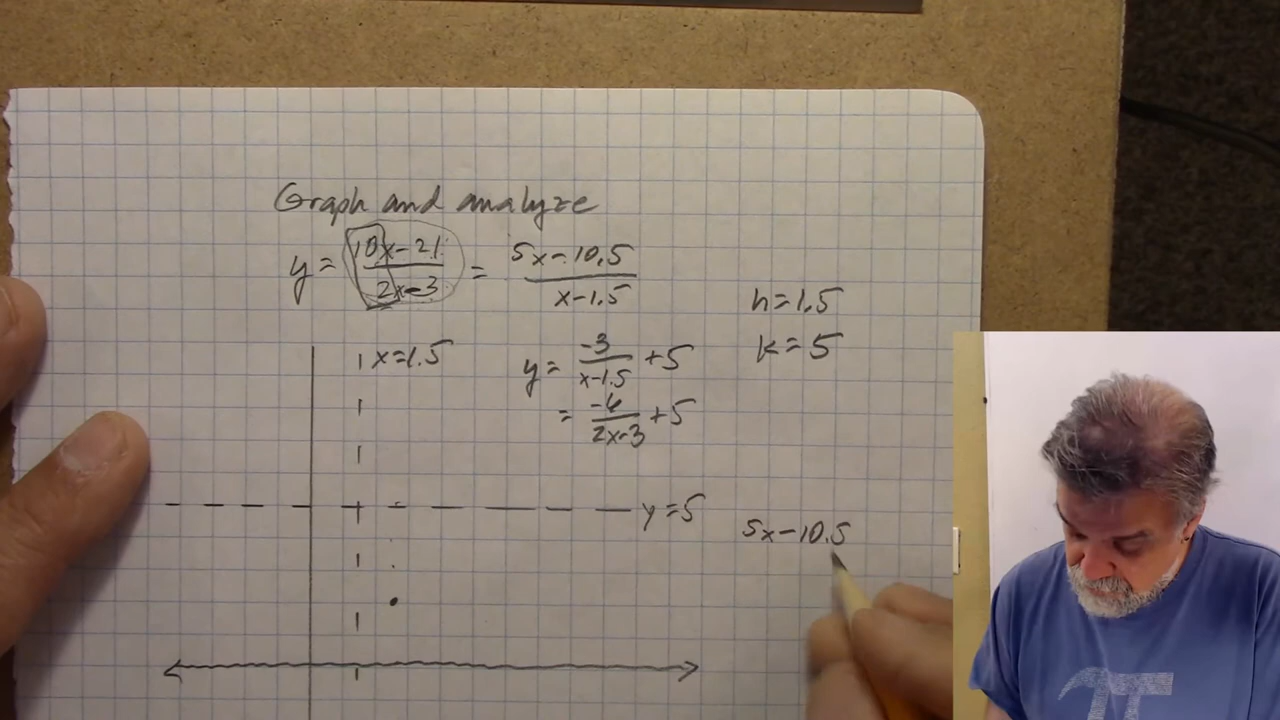 Graph and analyze
y = 10x-21 / 2x-3 = 5x-10.5 / x-1.5
h=1.5
k=5
x=1.5
y = -3 / x-1.5 +5
= -6 / 2x-3 +5
y=5
5x-10.5
π